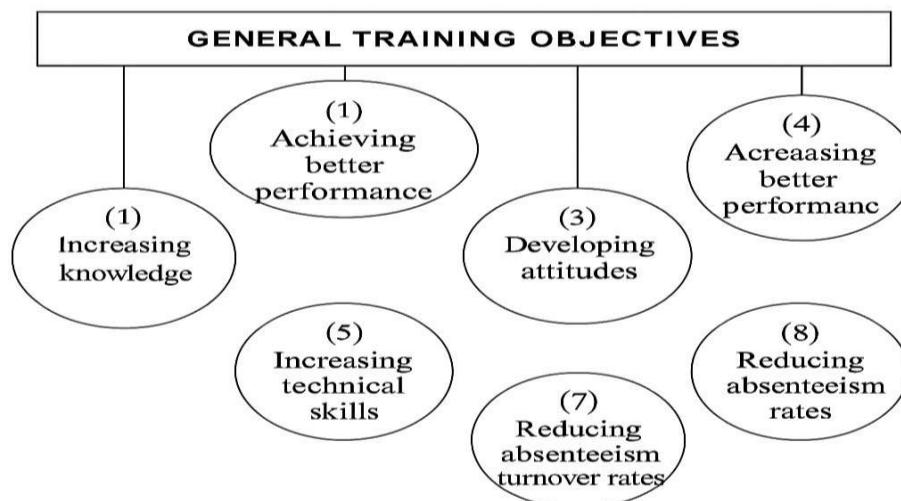 GENERAL TRAINING OBJECTIVES
(1)
Achieving
better
performance
(4)
Acreaasing
better
performanc
(1)
Increasing
knowledge
(3)
Developing
attitudes
(5)
Increasing
technical
skills
(7)
Reducing
absenteeism
turnover rates
(8)
Reducing
absenteeism
rates